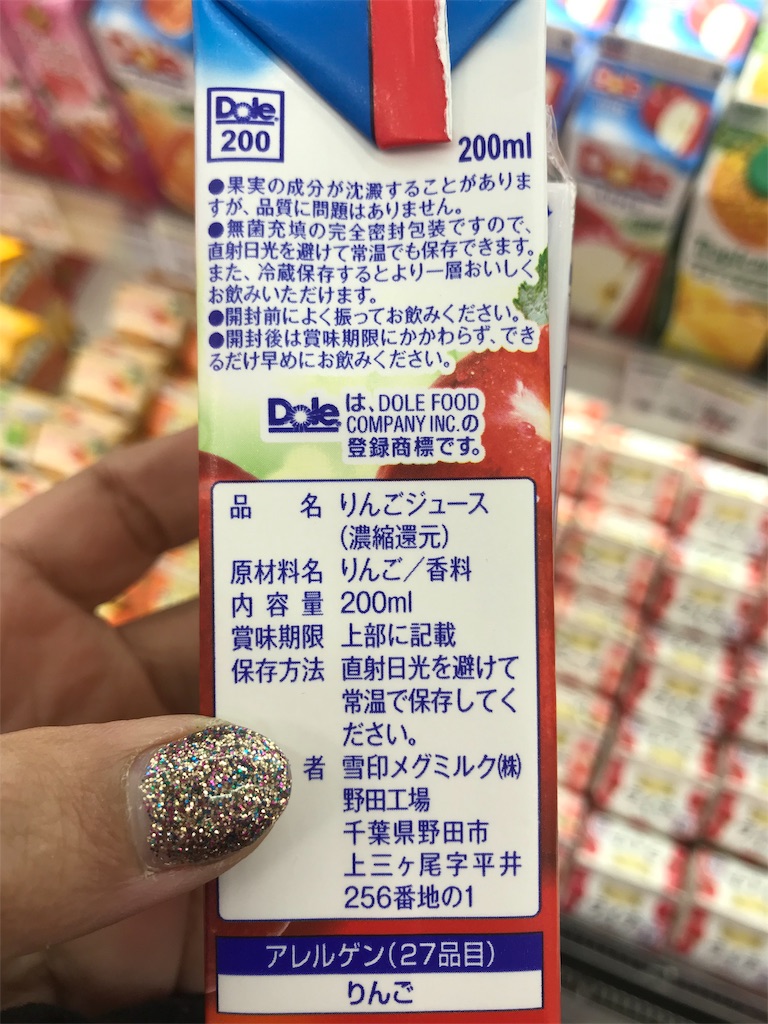 Dole
200
200ml
●果実の成分が沈澱することがありま
すが、品質に問題はありません。
●無菌充填の完全密封包装ですので、
直射日光を避けて常温でも保存できます。
また、冷蔵保存するとより一層おいしく
お飲みいただけます。
●開封前によく振ってお飲みください。
●開封後は賞味期限にかかわらず、でき
るだけ早めにお飲みください。
Dole は、DOLE FOOD
COMPANY INC.の
登録商標です。
品名 りんごジュース
(濃縮還元)
原材料名 りんご/香料
内容量 200ml
賞味期限 上部に記載
保存方法 直射日光を避けて
常温で保存してく
ださい。
者 雪印メグミルク㈱
野田工場
千葉県野田市
上三ヶ尾字平井
256番地の1
アレルゲン(27品目)
りんご
Dole
Dole
Dole